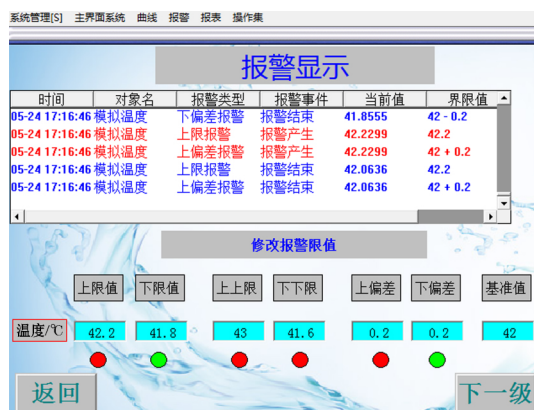 系统管理[S] 主界面系统 曲线 报警 报表 操作集
报警显示
时间 对象名 报警类型 报警事件 当前值 界限值
05-24 17:16:46 模拟温度 下偏差报警 报警结束 41.8555 42 - 0.2
05-24 17:16:46 模拟温度 上限报警 报警产生 42.2299 42.2
05-24 17:16:46 模拟温度 上偏差报警 报警产生 42.2299 42 + 0.2
05-24 17:16:46 模拟温度 上限报警 报警结束 42.0636 42.2
05-24 17:16:46 模拟温度 上偏差报警 报警结束 42.0636 42 + 0.2
修改报警限值
上限值 下限值 上上限 下下限 上偏差 下偏差 基准值
温度/℃ 42.2 41.8 43 41.6 0.2 0.2 42
返回 下一级